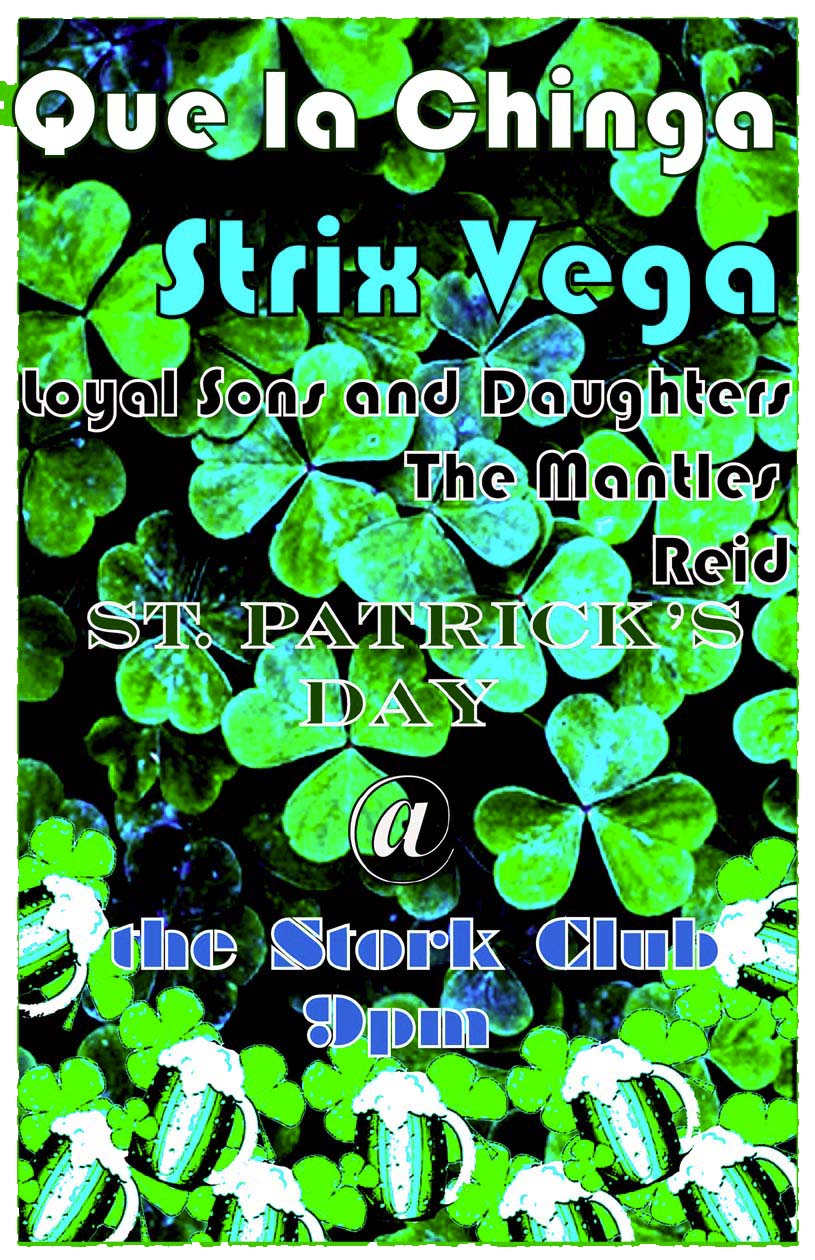 Que la Chinga
Strix Vega
Loyal Sons and Daughters
The Mantles
Reid
ST. PATRICK'S
DAY
@
the Stork Club
9pm